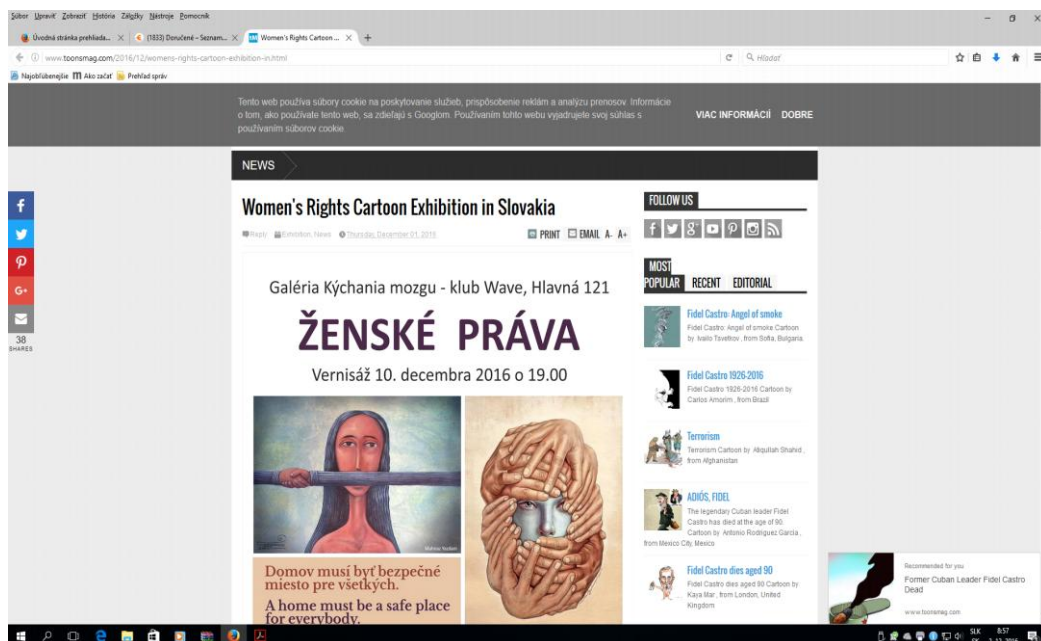 Súbor Upraviť Zobraziť História Záložky Nástroje Pomocník
Úvodná stránka prehliada... × (1833) Doručené – Seznam... × Women's Rights Cartoon ... × +
www.toonsmag.com/2016/12/womens-rights-cartoon-exhibition-in.html
Hľadať
Najobľúbenejšie Ako začať Prehľad správ
Tento web používa súbory cookie na poskytovanie služieb, prispôsobenie reklám a analýzu prenosov. Informácie
o tom, ako používate tento web, sa zdieľajú s Googlom. Používaním tohto webu vyjadrujete svoj súhlas s
používaním súborov cookie.
VIAC INFORMÁCIÍ DOBRE
NEWS
38
SHARES
Women's Rights Cartoon Exhibition in Slovakia
Reply Exhibition, News Thursday, December 01, 2016
PRINT EMAIL A- A+
Galéria Kýchania mozgu - klub Wave, Hlavná 121
ŽENSKÉ PRÁVA
Vernisáž 10. decembra 2016 o 19.00
Domov musí byť bezpečné
miesto pre všetkých.
A home must be a safe place
for everybody.
FOLLOW US
MOST
POPULAR RECENT EDITORIAL
Fidel Castro: Angel of smoke
Fidel Castro: Angel of smoke Cartoon
by Ivailo Tsvetkov , from Sofia, Bulgaria
Fidel Castro 1926-2016
Fidel Castro 1926-2016 Cartoon by
Carlos Amorim , from Brazil
Terrorism
Terrorism Cartoon by Atiqullah Shahid ,
from Afghanistan
ADIÓS, FIDEL
The legendary Cuban leader Fidel
Castro has died at the age of 90.
Cartoon by Antonio Rodriguez Garcia ,
from Mexico City, Mexico
Fidel Castro dies aged 90
Fidel Castro dies aged 90 Cartoon by
Kaya Mar , from London, United
Kingdom
Recommended for you
Former Cuban Leader Fidel Castro
Dead
www.toonsmag.com
SLK 8:57
SK 2.12.2016